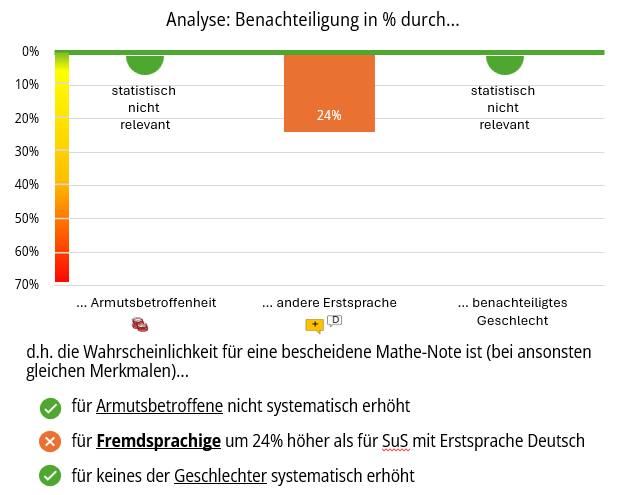 Analyse: Benachteiligung in % durch...
0%
10%
20%
30%
40%
50%
60%
70%
statistisch
nicht
relevant
24%
statistisch
nicht
relevant
... Armutsbetroffenheit
... andere Erstsprache
+ D
... benachteiligtes
Geschlecht
d.h. die Wahrscheinlichkeit für eine bescheidene Mathe-Note ist (bei ansonsten
gleichen Merkmalen)...
für Armutsbetroffene nicht systematisch erhöht
für Fremdsprachige um 24% höher als für SuS mit Erstsprache Deutsch
für keines der Geschlechter systematisch erhöht